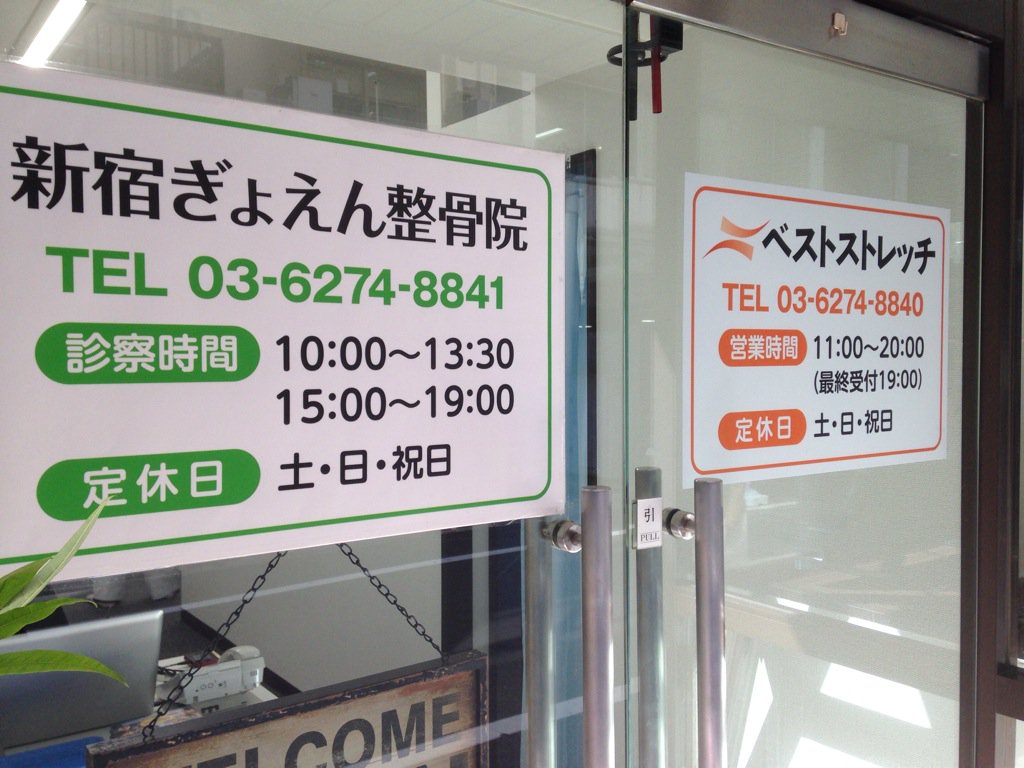 新宿ぎょえん整骨院
TEL 03-6274-8841
診察時間 10:00〜13:30
15:00〜19:00
定休日 土・日・祝日
ベストストレッチ
TEL 03-6274-8840
営業時間 11:00〜20:00
(最終受付19:00)
定休日 土・日・祝日
引
PULL
WELCOME